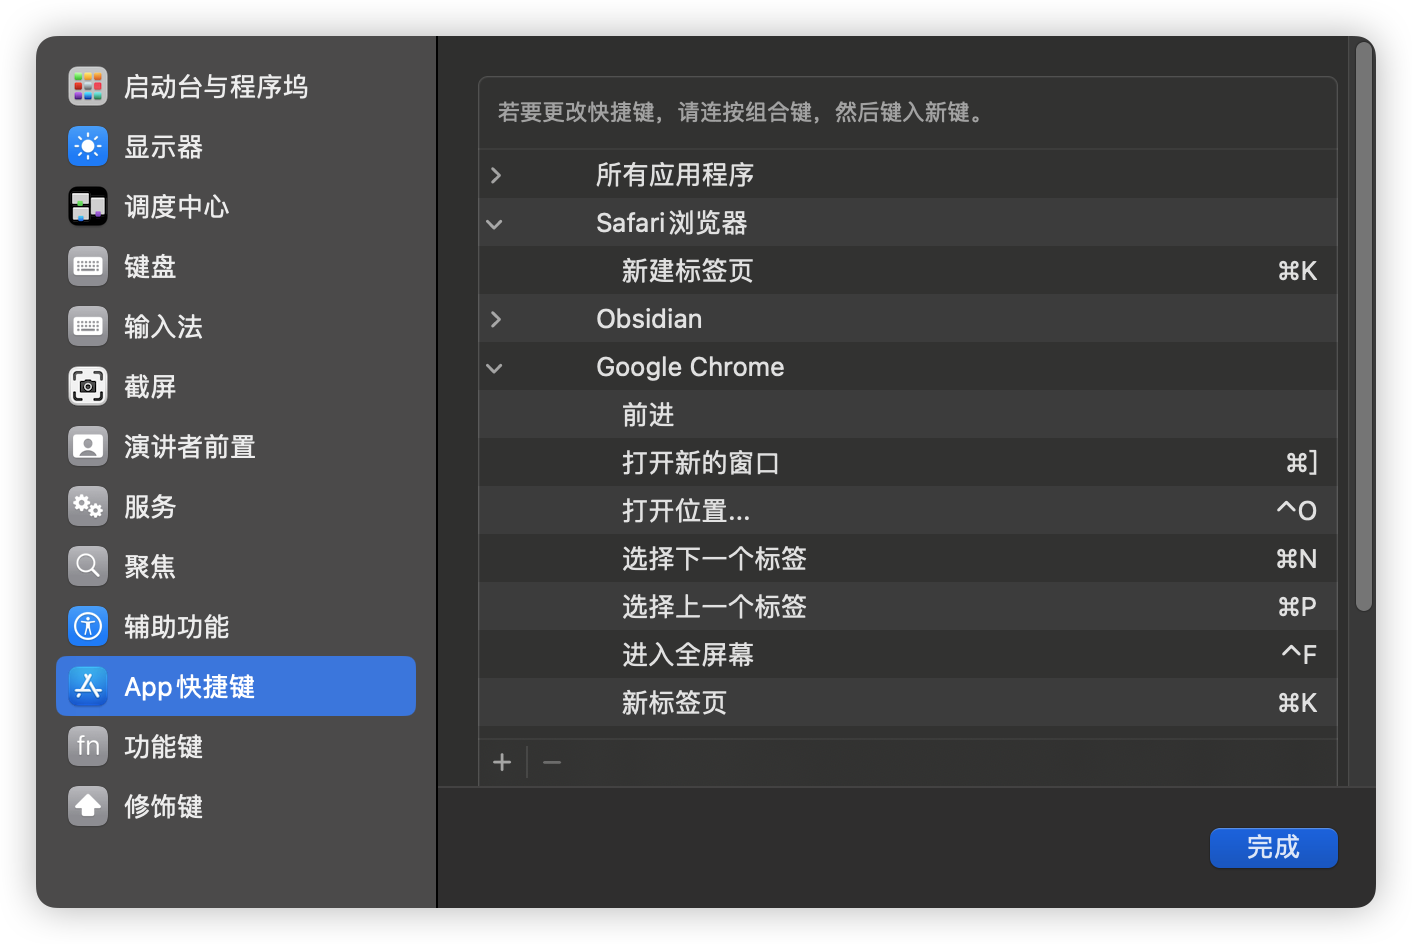 启动台与程序坞
显示器
调度中心
键盘
输入法
截屏
演讲者前置
服务
聚焦
辅助功能
App快捷键
fn 功能键
修饰键
若要更改快捷键，请连按组合键，然后键入新键。
所有应用程序
Safari浏览器
新建标签页 ⌘K
Obsidian
Google Chrome
前进
打开新的窗口 ⌘]
打开位置... ^O
选择下一个标签 ⌘N
选择上一个标签 ⌘P
进入全屏幕 ^F
新标签页 ⌘K
+ −
完成